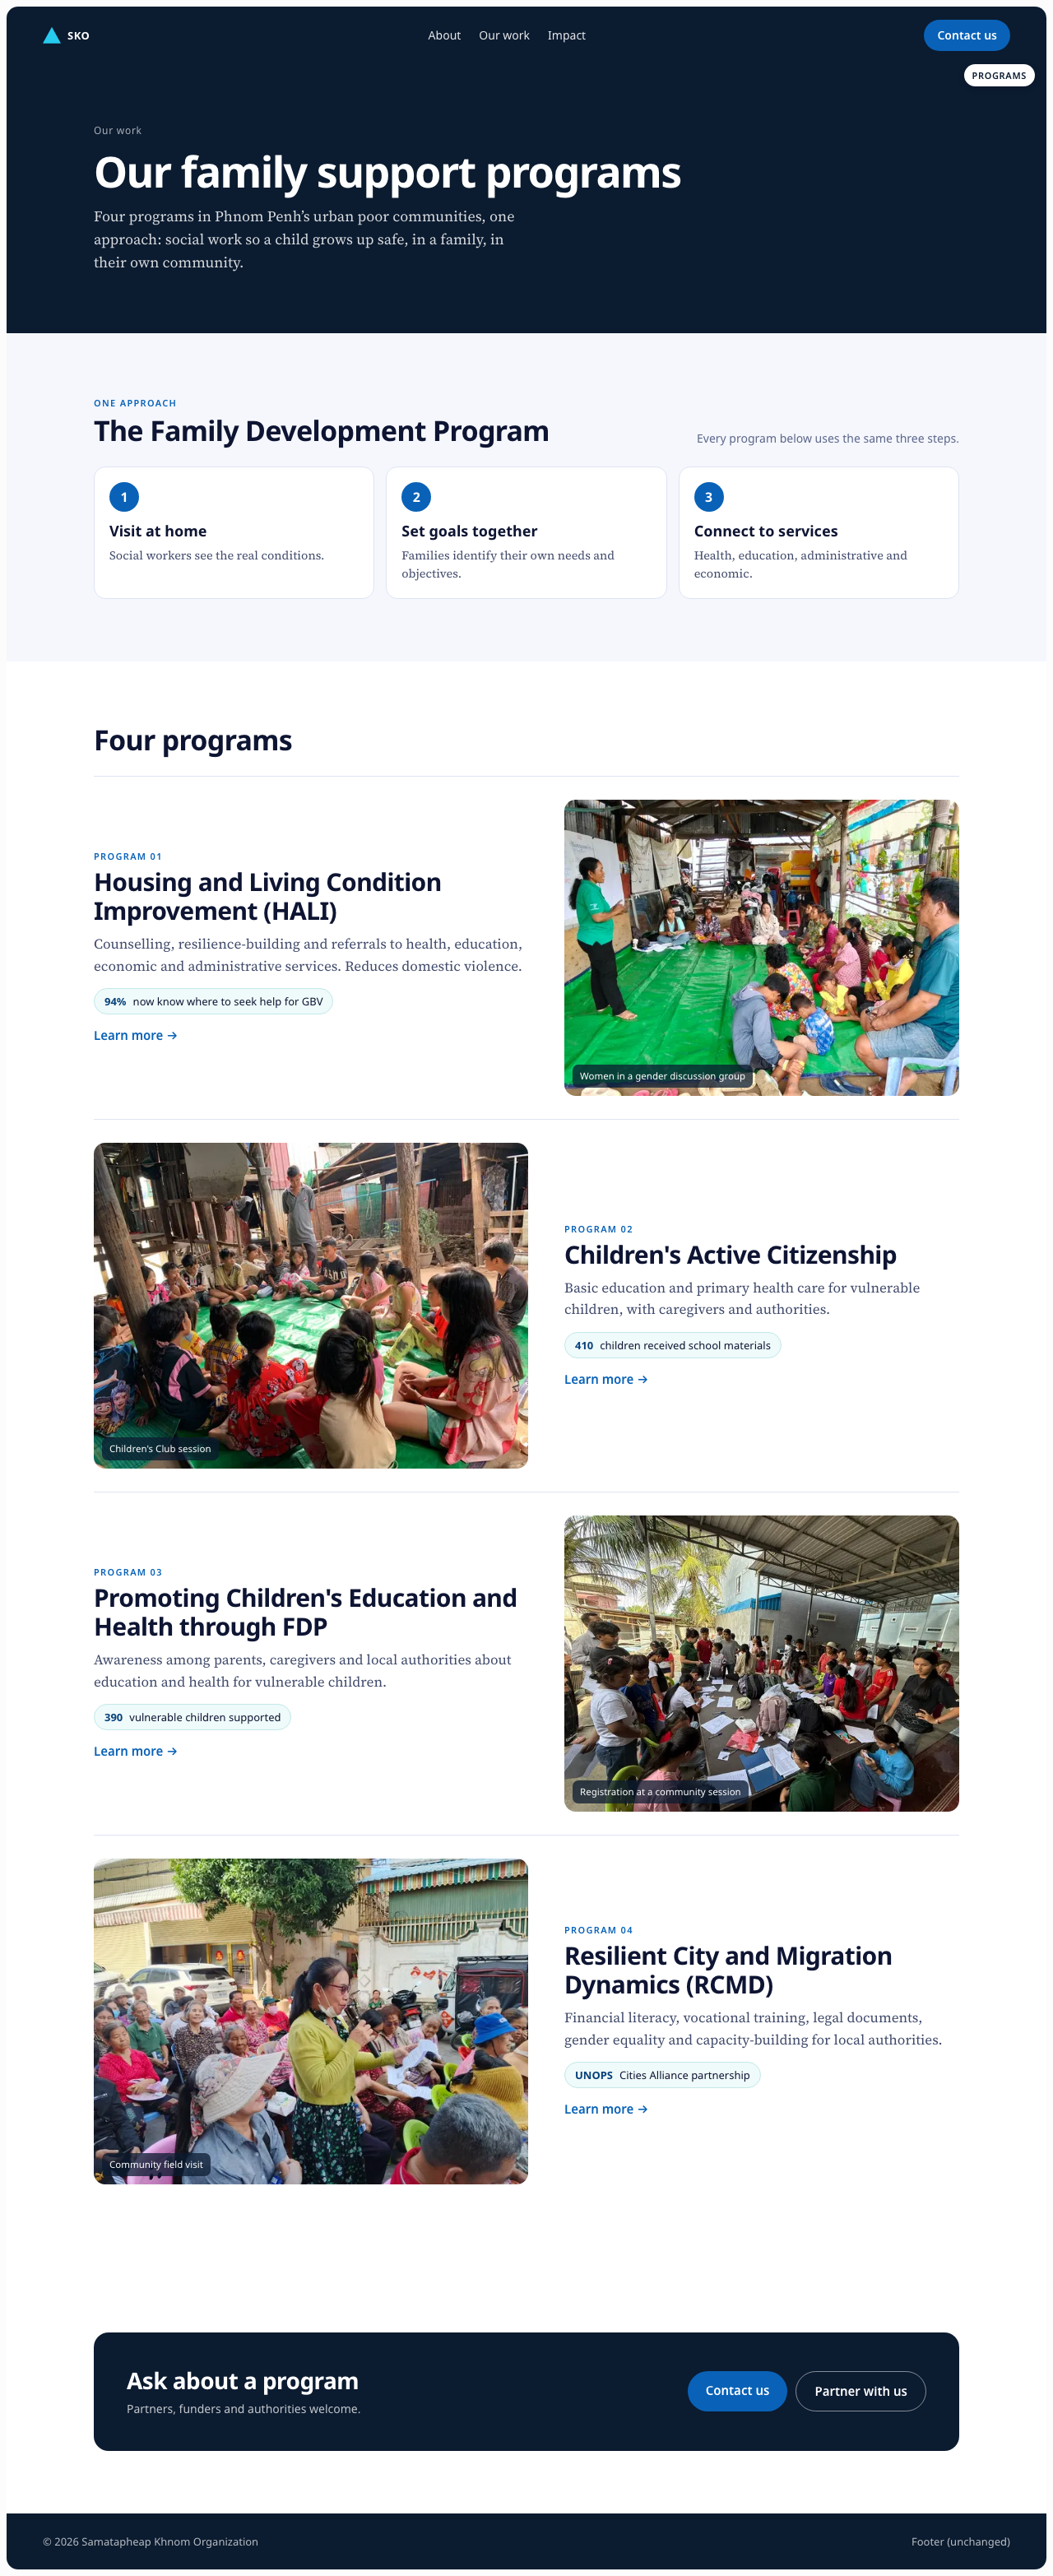 SKO
About
Our work
Impact
Contact us
PROGRAMS
Our work
Our family support programs
Four programs in Phnom Penh’s urban poor communities, one
approach: social work so a child grows up safe, in a family, in
their own community.
ONE APPROACH
The Family Development Program
Every program below uses the same three steps.
1
Visit at home
Social workers see the real conditions.
2
Set goals together
Families identify their own needs and
objectives.
3
Connect to services
Health, education, administrative and
economic.
Four programs
PROGRAM 01
Housing and Living Condition
Improvement (HALI)
Counselling, resilience-building and referrals to health, education,
economic and administrative services. Reduces domestic violence.
94% now know where to seek help for GBV
Learn more →
Women in a gender discussion group
Children's Club session
PROGRAM 02
Children's Active Citizenship
Basic education and primary health care for vulnerable
children, with caregivers and authorities.
410 children received school materials
Learn more →
PROGRAM 03
Promoting Children's Education and
Health through FDP
Awareness among parents, caregivers and local authorities about
education and health for vulnerable children.
390 vulnerable children supported
Learn more →
Registration at a community session
Community field visit
PROGRAM 04
Resilient City and Migration
Dynamics (RCMD)
Financial literacy, vocational training, legal documents,
gender equality and capacity-building for local authorities.
UNOPS Cities Alliance partnership
Learn more →
Ask about a program
Partners, funders and authorities welcome.
Contact us
Partner with us
© 2026 Samatapheap Khnom Organization
Footer (unchanged)